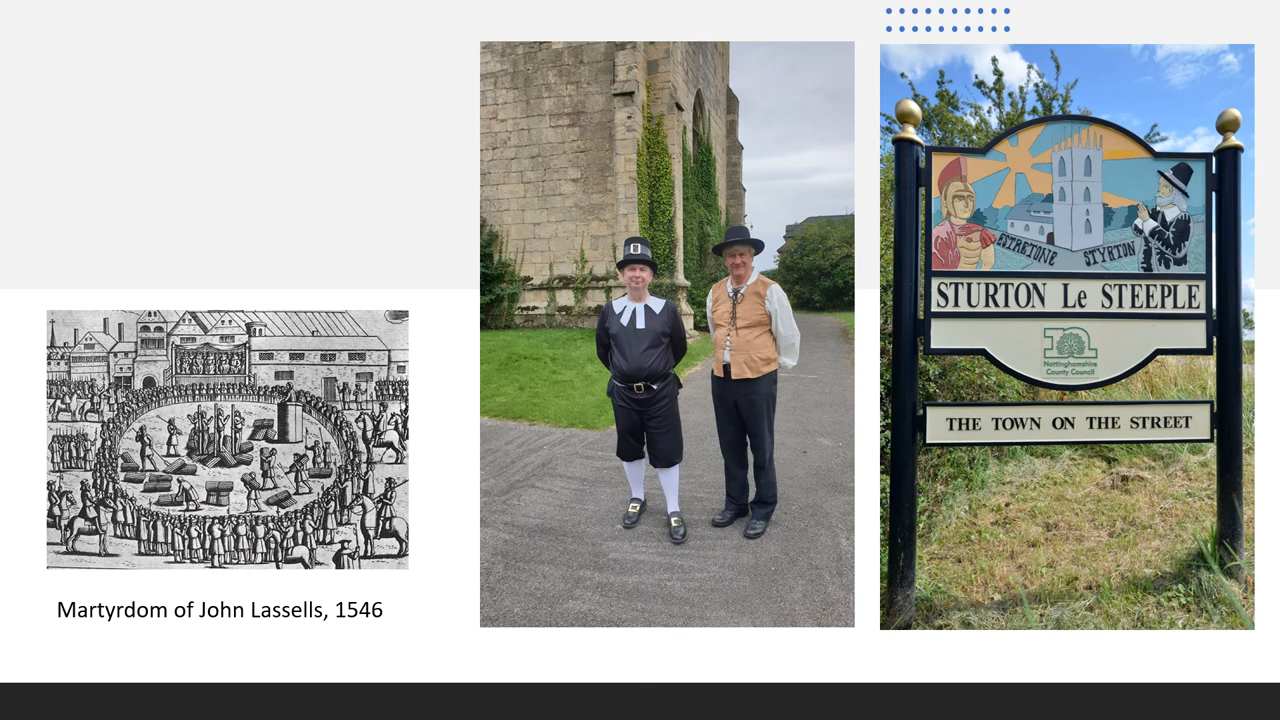 Martyrdom of John Lassells, 1546
ESTRETONE STYRTON
STURTON Le STEEPLE
Nottinghamshire
County Council
THE TOWN ON THE STREET